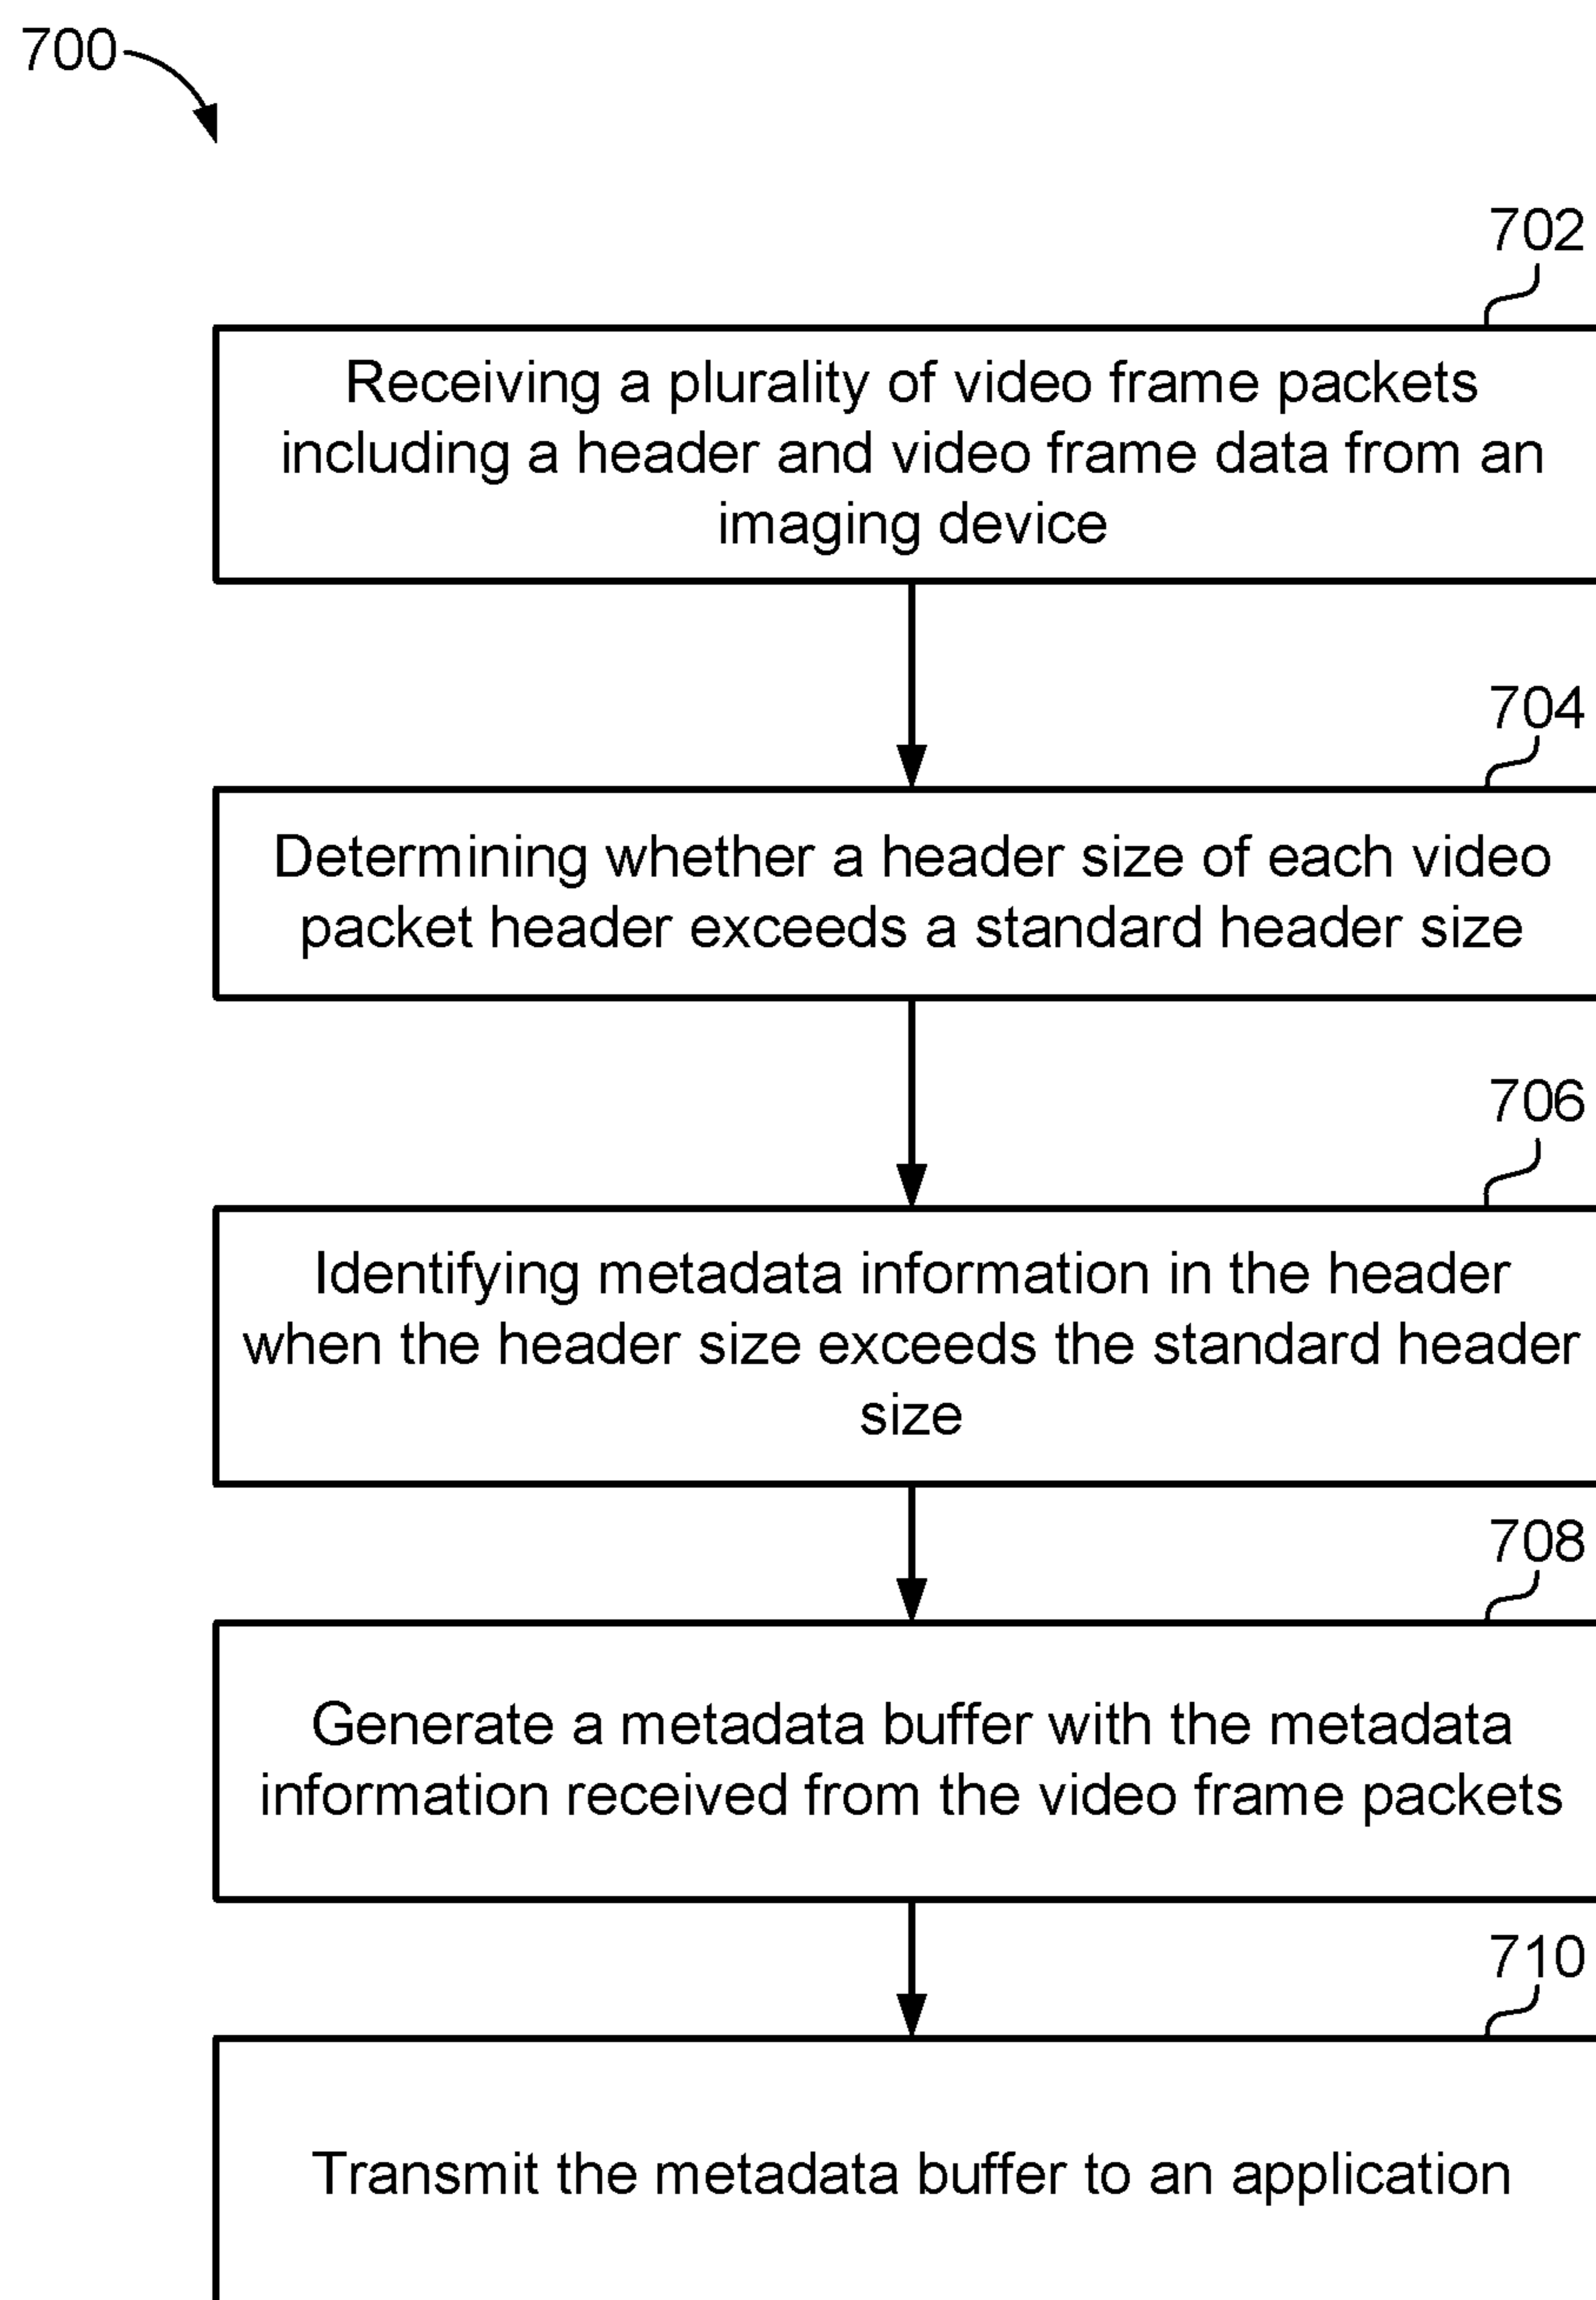 700
702
Receiving a plurality of video frame packets
including a header and video frame data from an
imaging device
704
Determining whether a header size of each video
packet header exceeds a standard header size
706
Identifying metadata information in the header
when the header size exceeds the standard header
size
708
Generate a metadata buffer with the metadata
information received from the video frame packets
710
Transmit the metadata buffer to an application